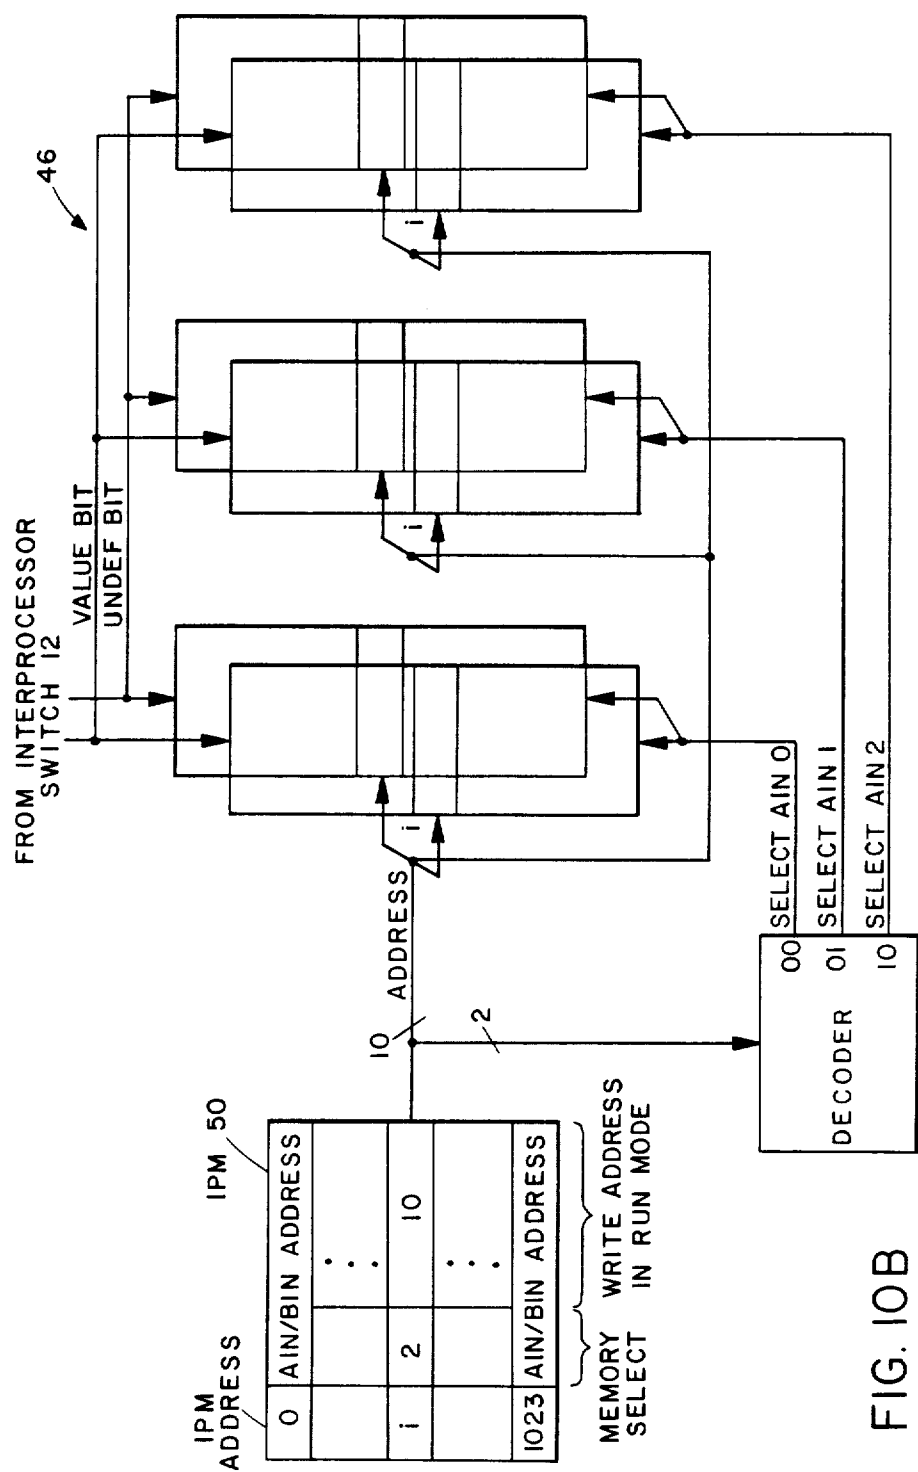 FROM INTERPROCESSOR
SWITCH 12
VALUE BIT
UNDEF BIT
46
i
i
i
ADDRESS
10
2
IPM
ADDRESS
IPM 50
0 AIN/BIN ADDRESS
i 2 10
1023 AIN/BIN ADDRESS
MEMORY
SELECT
WRITE ADDRESS
IN RUN MODE
DECODER
00 SELECT AIN 0
01 SELECT AIN 1
10 SELECT AIN 2
FIG. 10B